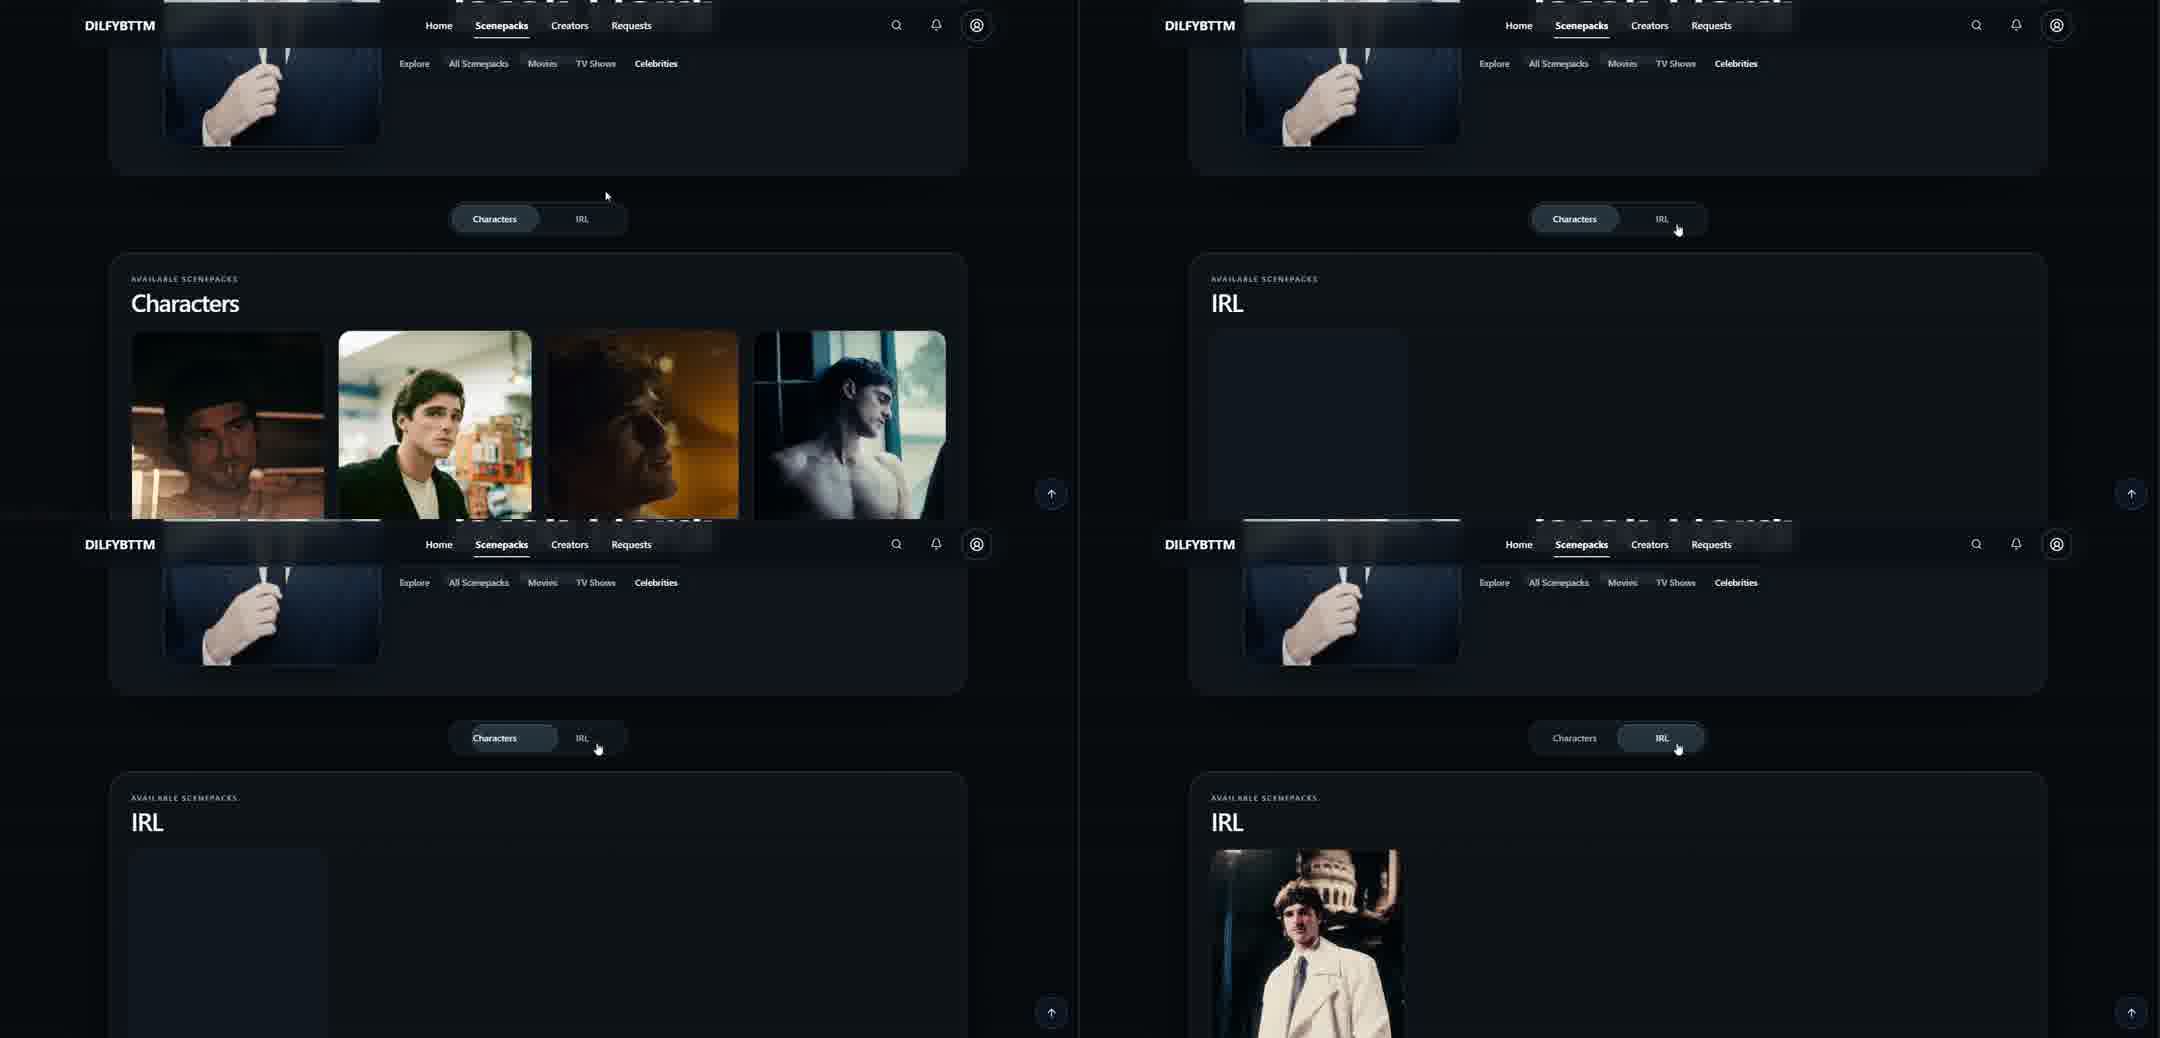 DILFYBTTM Home Scenepacks Creators Requests
Explore All Scenepacks Movies TV Shows Celebrities
Characters IRL
AVAILABLE SCENEPACKS
Characters
DILFYBTTM Home Scenepacks Creators Requests
Explore All Scenepacks Movies TV Shows Celebrities
Characters IRL
AVAILABLE SCENEPACKS
IRL
DILFYBTTM Home Scenepacks Creators Requests
Explore All Scenepacks Movies TV Shows Celebrities
Characters IRL
AVAILABLE SCENEPACKS
IRL
DILFYBTTM Home Scenepacks Creators Requests
Explore All Scenepacks Movies TV Shows Celebrities
Characters IRL
AVAILABLE SCENEPACKS
IRL